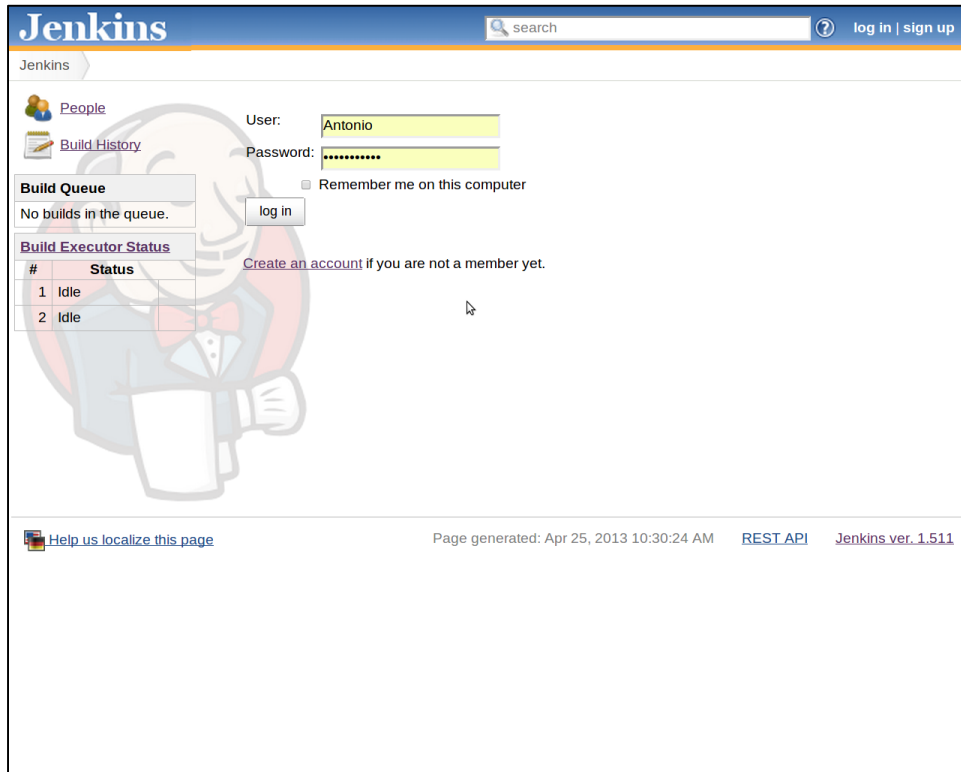 Jenkins
search
log in | sign up
Jenkins
People
Build History
Build Queue
No builds in the queue.
Build Executor Status
# Status
1 Idle
2 Idle
User: Antonio
Password: •••••••••••
Remember me on this computer
log in
Create an account if you are not a member yet.
Help us localize this page
Page generated: Apr 25, 2013 10:30:24 AM REST API Jenkins ver. 1.511